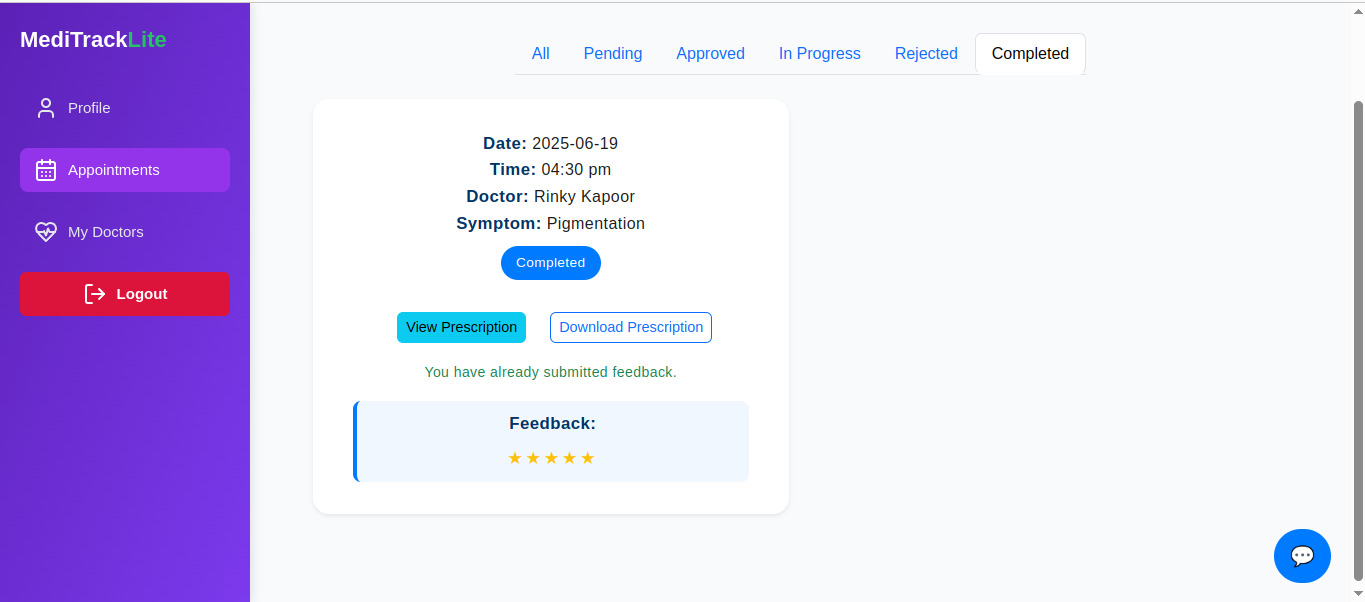 MediTrackLite
Profile
Appointments
My Doctors
Logout
All
Pending
Approved
In Progress
Rejected
Completed
Date: 2025-06-19
Time: 04:30 pm
Doctor: Rinky Kapoor
Symptom: Pigmentation
Completed
View Prescription
Download Prescription
You have already submitted feedback.
Feedback:
★★★★★